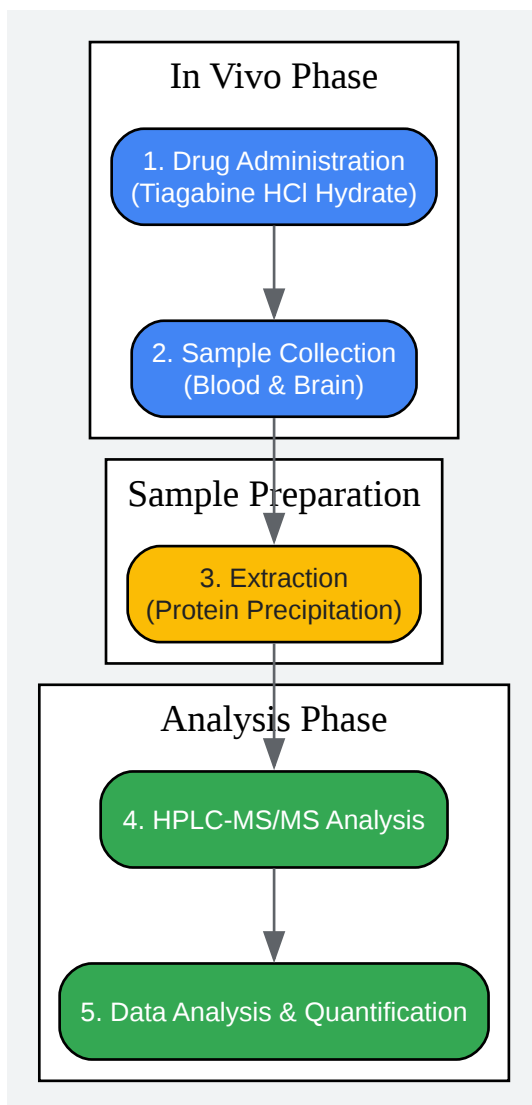 In Vivo Phase
1. Drug Administration
(Tiagabine HCl Hydrate)
2. Sample Collection
(Blood & Brain)
Sample Preparation
3. Extraction
(Protein Precipitation)
Analysis Phase
4. HPLC-MS/MS Analysis
5. Data Analysis & Quantification